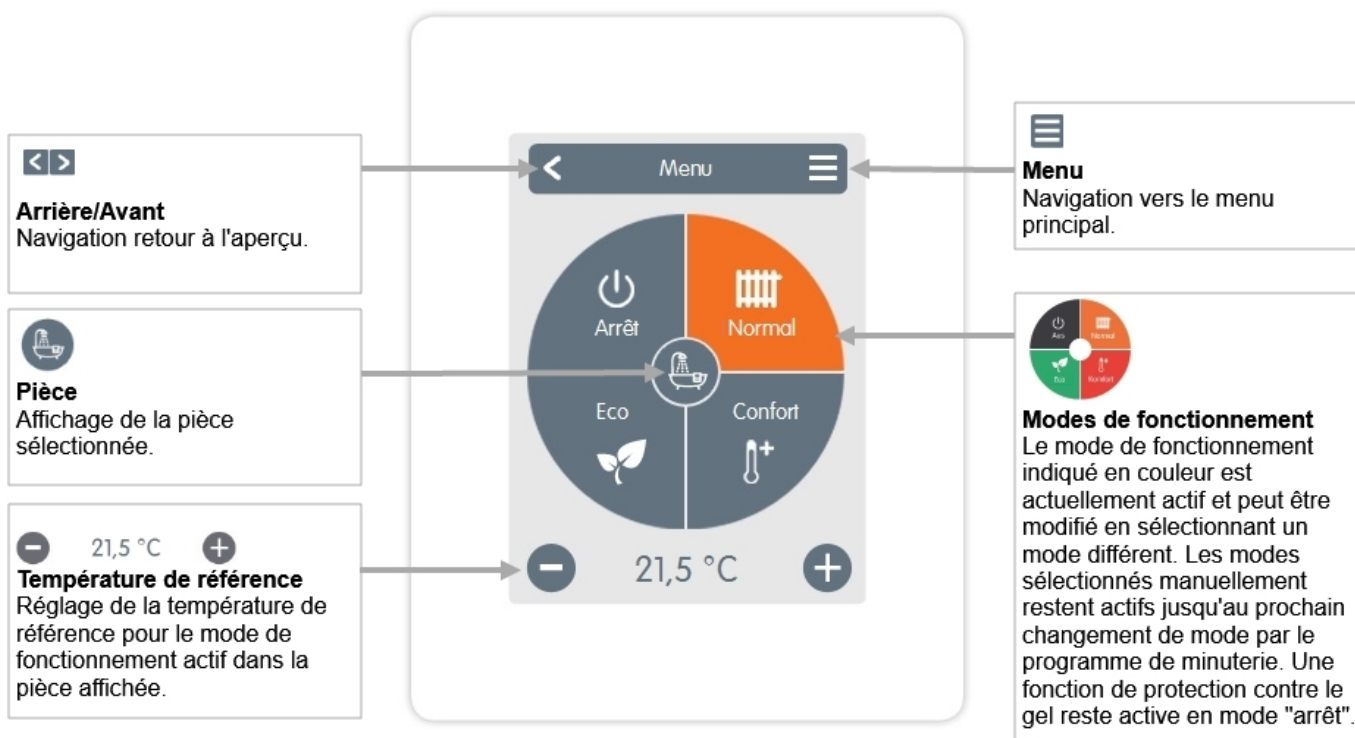 Arrière/Avant
Navigation retour à l'aperçu.
Pièce
Affichage de la pièce
sélectionnée.
21,5 °C
Température de référence
Réglage de la température de
référence pour le mode de
fonctionnement actif dans la
pièce affichée.
Menu
Arrêt
Normal
Eco
Confort
21,5 °C
Menu
Navigation vers le menu
principal.
Normal
Eco
Komfort
Modes de fonctionnement
Le mode de fonctionnement
indiqué en couleur est
actuellement actif et peut être
modifié en sélectionnant un
mode différent. Les modes
sélectionnés manuellement
restent actifs jusqu'au prochain
changement de mode par le
programme de minuterie. Une
fonction de protection contre le
gel reste active en mode "arrêt".